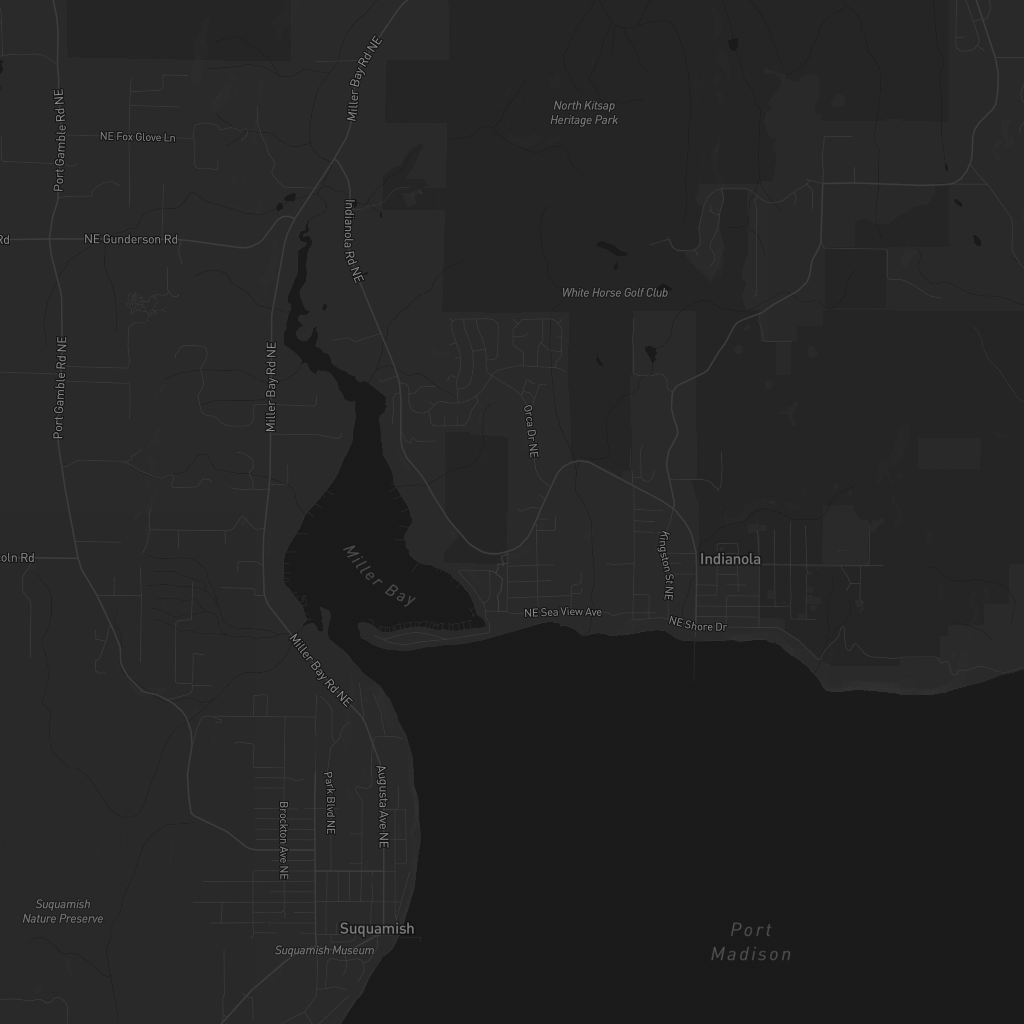 Miller Bay Rd NE
Port Gamble Rd NE
North Kitsap
Heritage Park
NE Fox Glove Ln
Indianola Rd NE
Rd
NE Gunderson Rd
White Horse Golf Club
Port Gamble Rd NE
Miller Bay Rd NE
Orca Dr NE
oln Rd
Miller Bay
Kingston St NE
Indianola
NE Sea View Ave
NE Shore Dr
Miller Bay Rd NE
Park Blvd NE
Augusta Ave NE
Brockton Ave NE
Suquamish
Nature Preserve
Suquamish
Suquamish Museum
Port
Madison